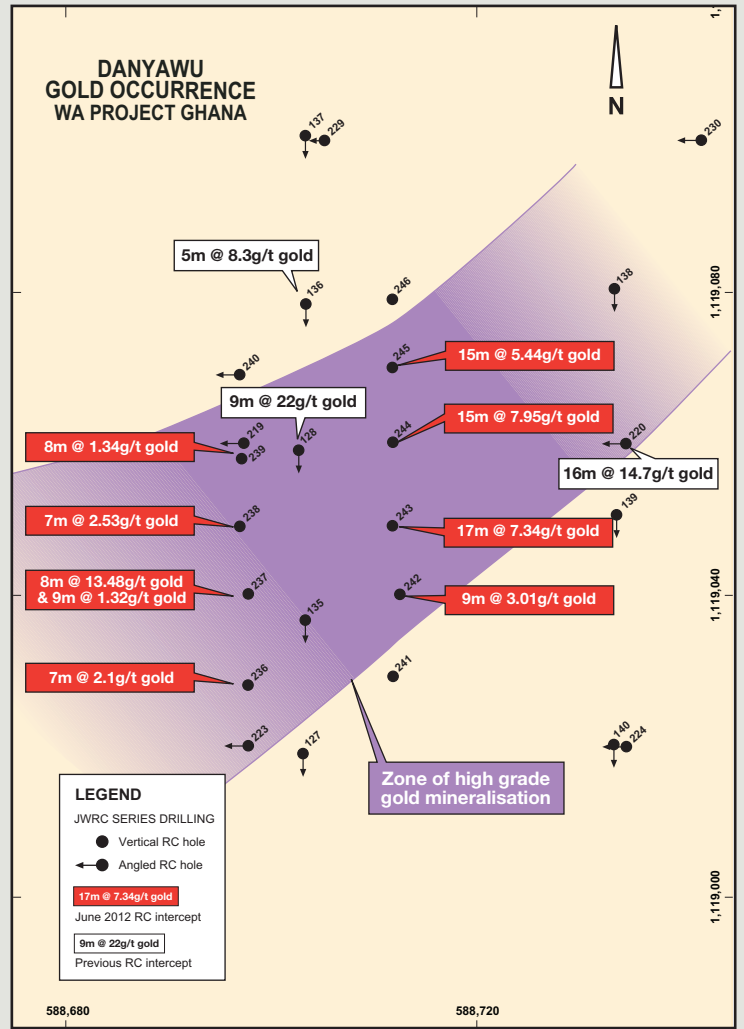 DANYAWU
GOLD OCCURRENCE
WA PROJECT GHANA
N
137
229
230
5m @ 8.3g/t gold
136
246
138
1,119,080
240
245
15m @ 5.44g/t gold
9m @ 22g/t gold
15m @ 7.95g/t gold
8m @ 1.34g/t gold
219
239
128
244
220
16m @ 14.7g/t gold
7m @ 2.53g/t gold
238
243
17m @ 7.34g/t gold
139
8m @ 13.48g/t gold
& 9m @ 1.32g/t gold
237
242
9m @ 3.01g/t gold
1,119,040
135
7m @ 2.1g/t gold
236
241
223
127
140
224
Zone of high grade
gold mineralisation
LEGEND
JWRC SERIES DRILLING
Vertical RC hole
Angled RC hole
17m @ 7.34g/t gold
June 2012 RC intercept
9m @ 22g/t gold
Previous RC intercept
1,119,000
588,680
588,720